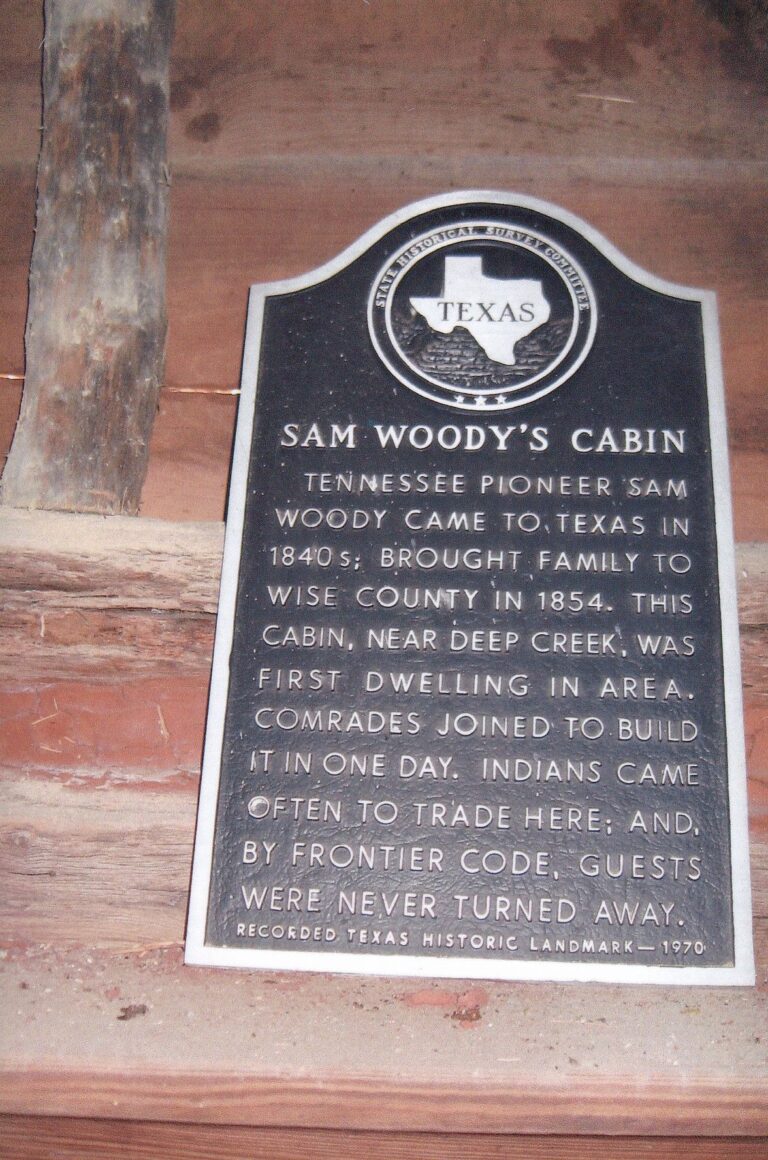 STATE HISTORICAL SURVEY COMMITTEE
TEXAS
SAM WOODY'S CABIN
TENNESSEE PIONEER SAM
WOODY CAME TO TEXAS IN
1840s; BROUGHT FAMILY TO
WISE COUNTY IN 1854. THIS
CABIN, NEAR DEEP CREEK, WAS
FIRST DWELLING IN AREA.
COMRADES JOINED TO BUILD
IT IN ONE DAY. INDIANS CAME
OFTEN TO TRADE HERE; AND,
BY FRONTIER CODE, GUESTS
WERE NEVER TURNED AWAY.
RECORDED TEXAS HISTORIC LANDMARK—1970